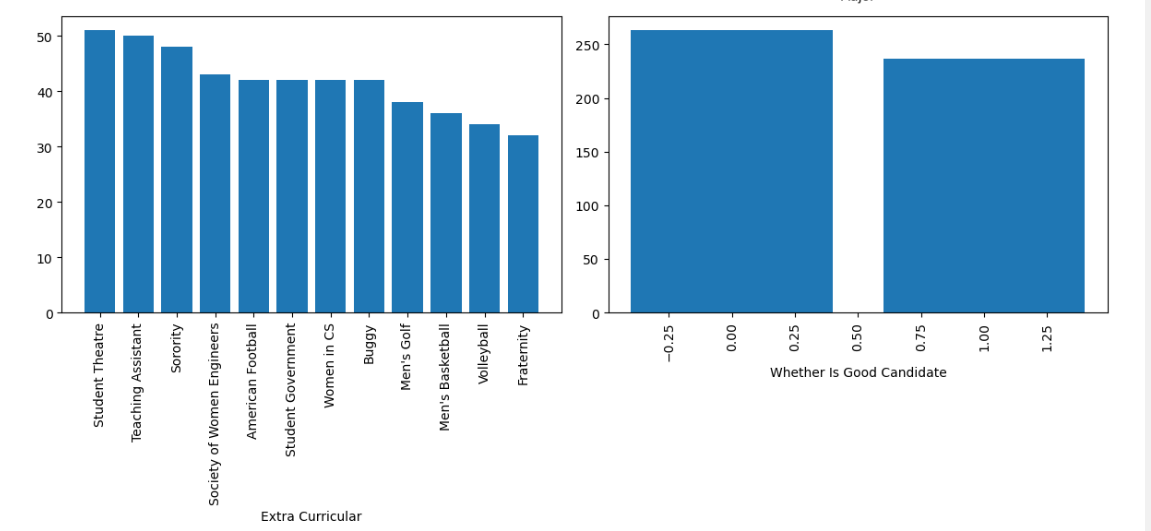 50
40
30
20
10
0
Student Theatre
Teaching Assistant
Sorority
Society of Women Engineers
American Football
Student Government
Women in CS
Buggy
Men's Golf
Men's Basketball
Volleyball
Fraternity
Extra Curricular
250
200
150
100
50
0
−0.25
0.00
0.25
0.50
0.75
1.00
1.25
Whether Is Good Candidate